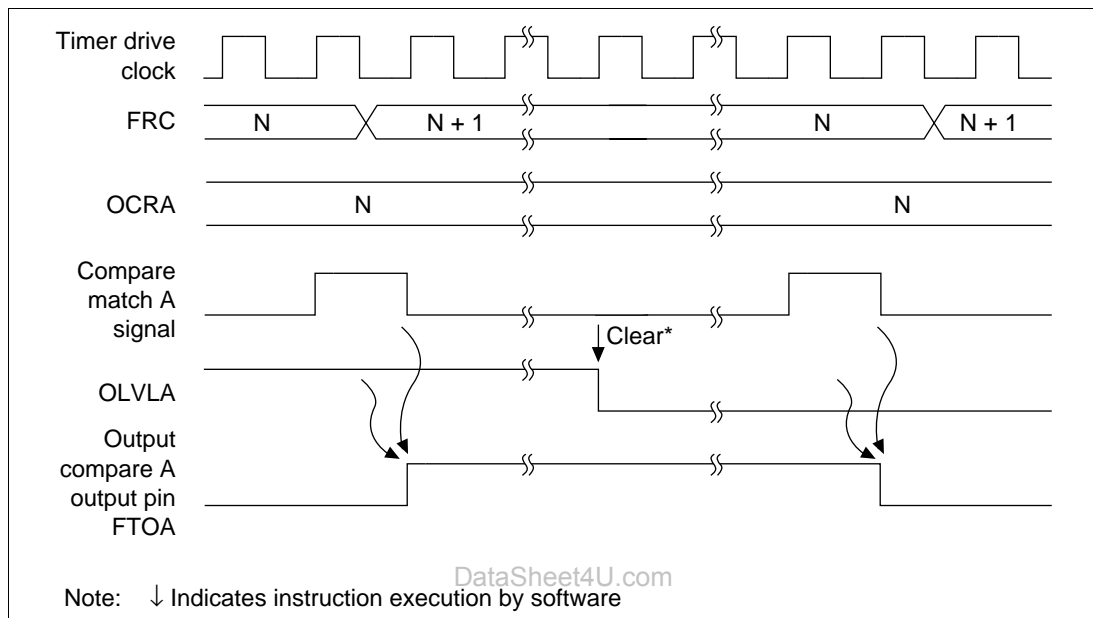 Timer drive
clock
FRC
N
N + 1
N
N + 1
OCRA
N
N
Compare
match A
signal
Clear*
OLVLA
Output
compare A
output pin
FTOA
DataSheet4U.com
Note: ↓ Indicates instruction execution by software